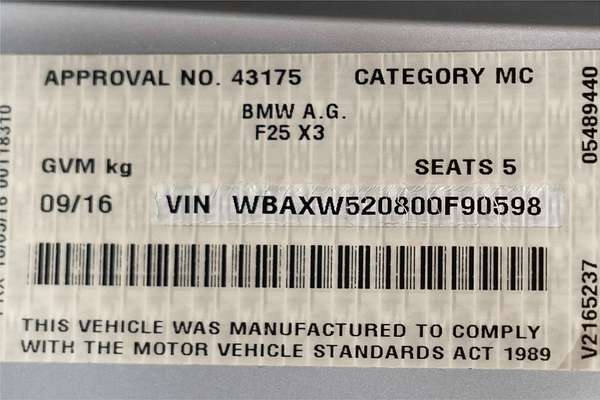 APPROVAL NO. 43175 CATEGORY MC
BMW A.G.
F25 X3
GVM kg SEATS 5
09/16 VIN WBAXW520800F90598
THIS VEHICLE WAS MANUFACTURED TO COMPLY
WITH THE MOTOR VEHICLE STANDARDS ACT 1989
05489440
V2165237